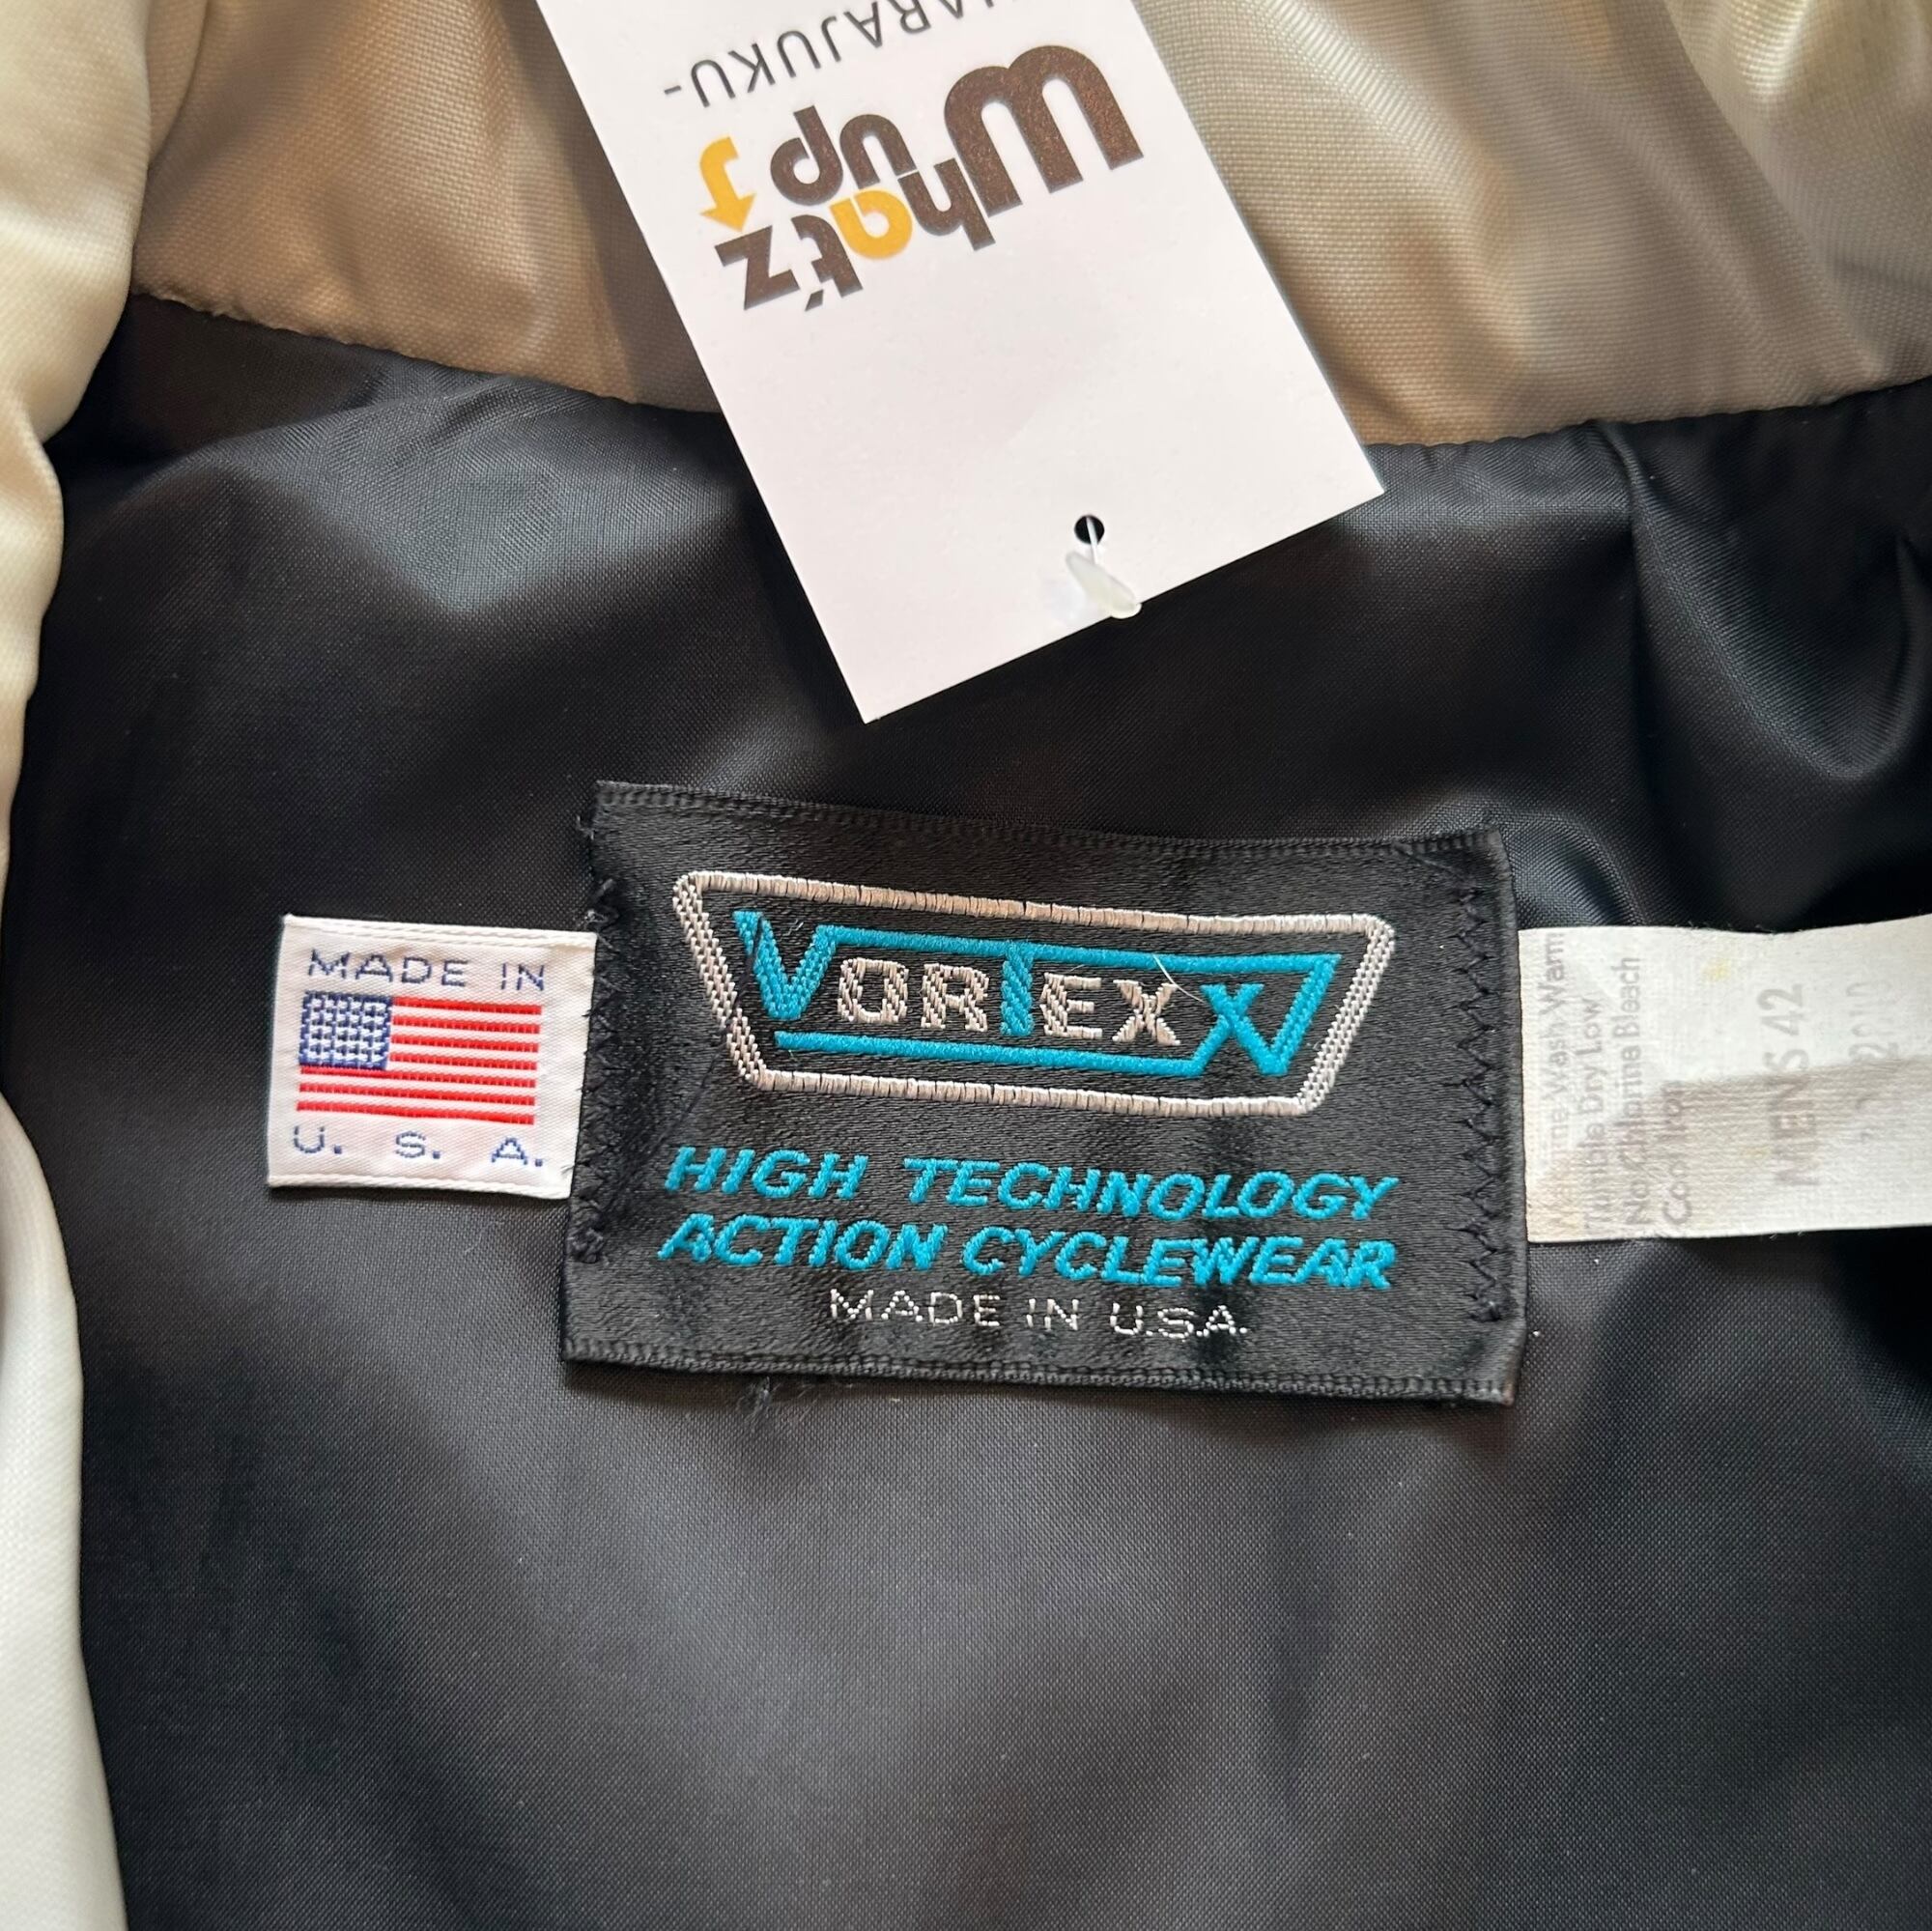 HARAJUKU-
What'z
up
MADE IN
U. S. A.
VORTEXX
HIGH TECHNOLOGY
ACTION CYCLEWEAR
MADE IN U.S.A.
Wash Warm
Tumble Dry Low
No Chlorine Bleach
Cool Iron
MENS 42